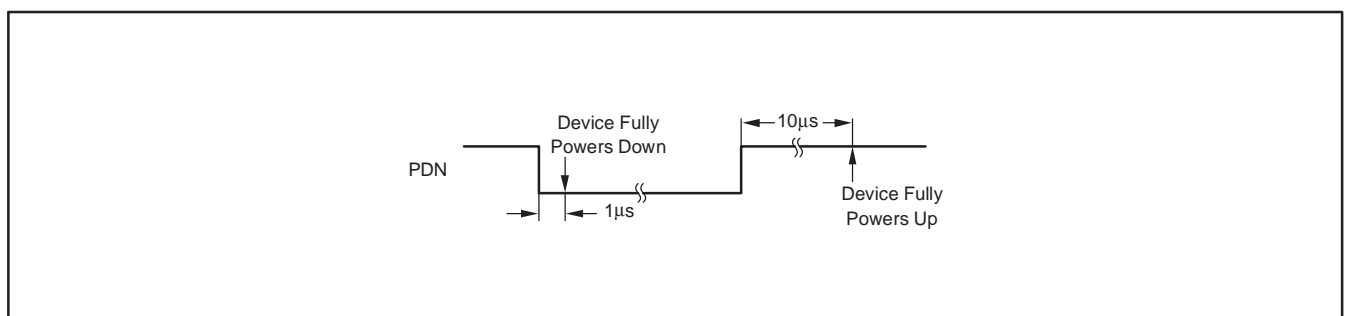 Device Fully
Powers Down
10μs
PDN
1μs
Device Fully
Powers Up